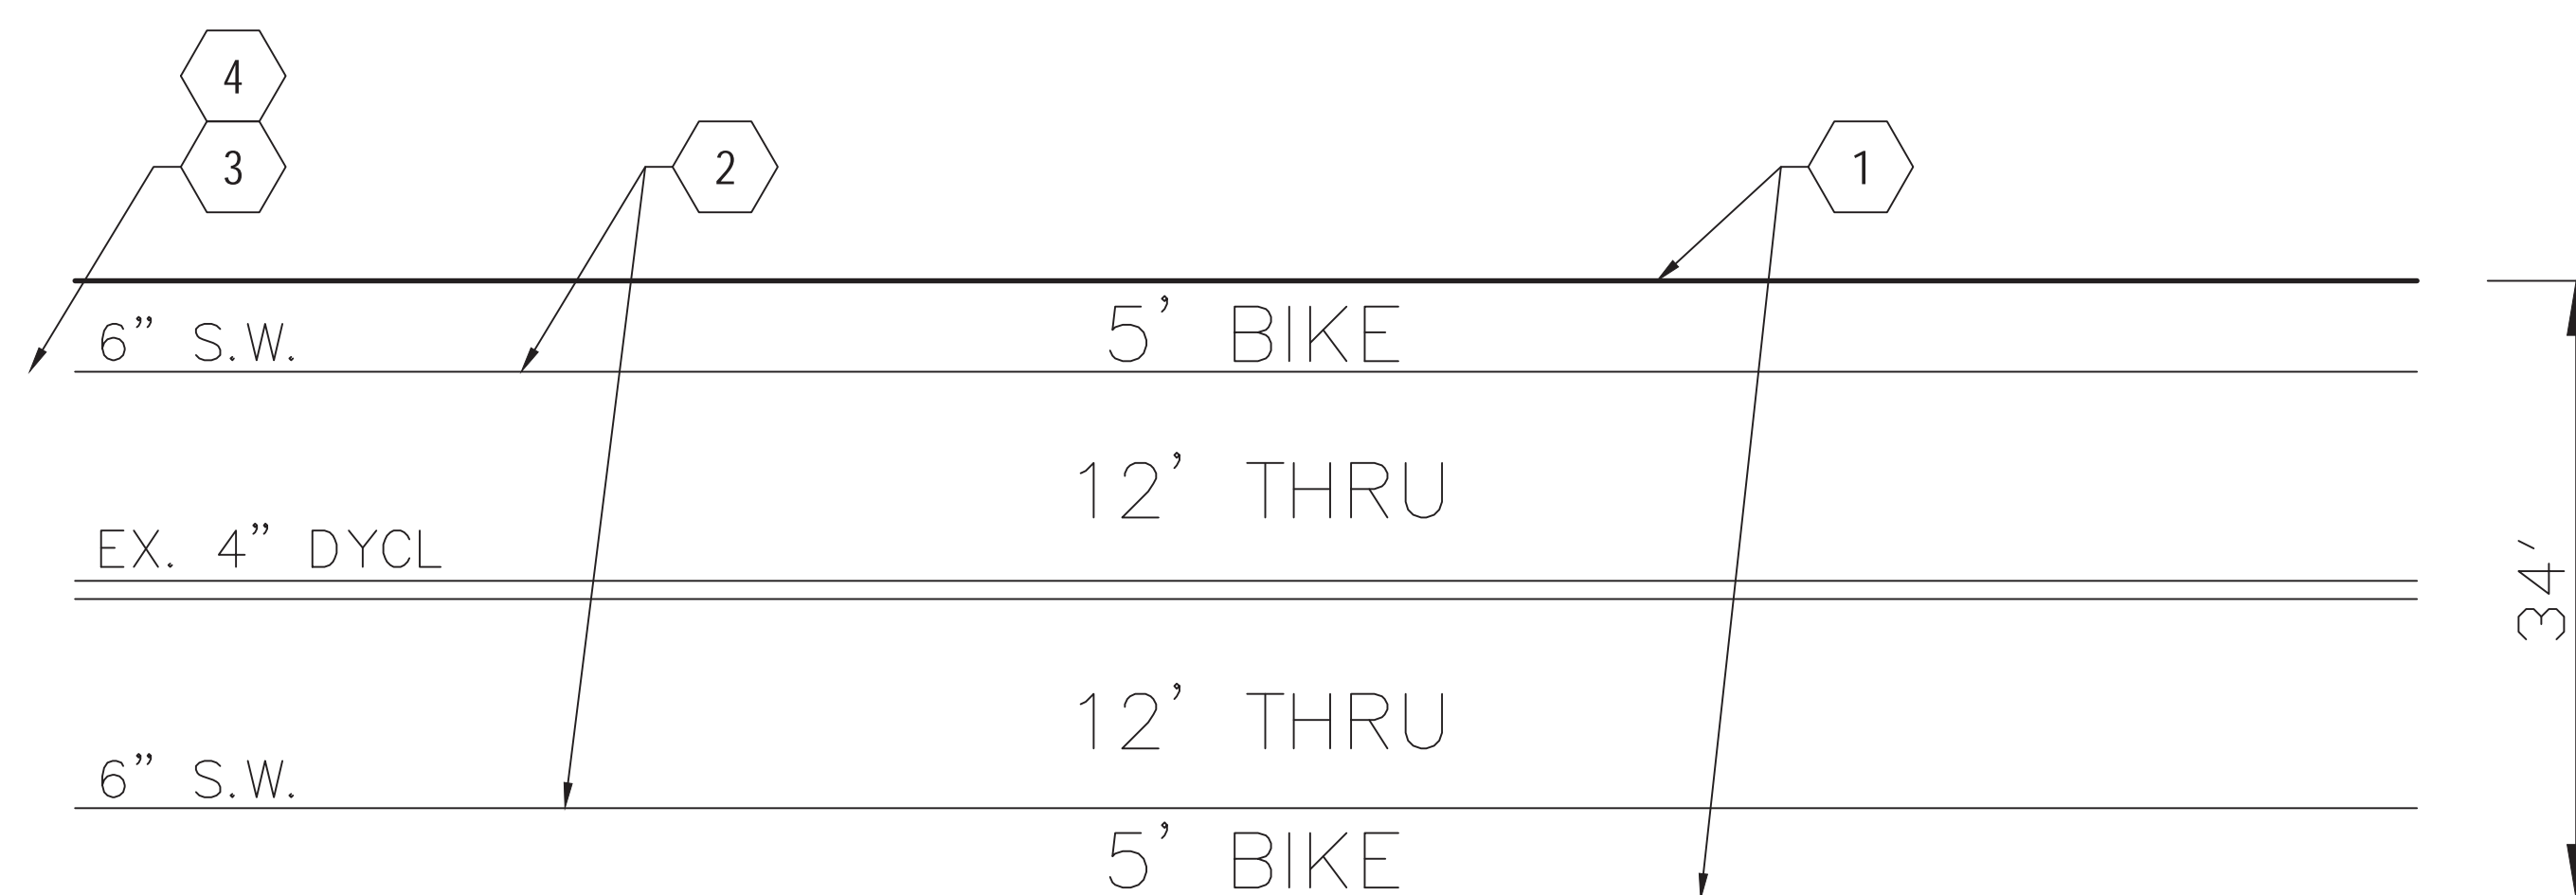 4
3
2
1
5' BIKE
6" S.W.
12' THRU
EX. 4" DYCL
34'
12' THRU
6" S.W.
5' BIKE